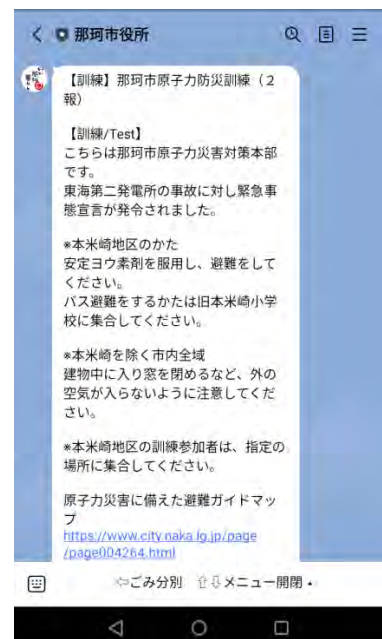 那珂市役所
【訓練】那珂市原子力防災訓練（2
報）
【訓練/Test】
こちらは那珂市原子力災害対策本部
です。
東海第二発電所の事故に対し緊急事
態宣言が発令されました。
※本米崎地区のかた
安定ヨウ素剤を服用し、避難をして
ください。
バス避難をするかたは旧本米崎小学
校に集合してください。
※本米崎を除く市内全域
建物中に入り窓を閉めるなど、外の
空気が入らないように注意してくだ
さい。
※本米崎地区の訓練参加者は、指定の
場所に集合してください。
原子力災害に備えた避難ガイドマッ
プ
https://www.city.naka.lg.jp/page
/page004264.html
⇦ごみ分別 ⇧⇩メニュー開閉